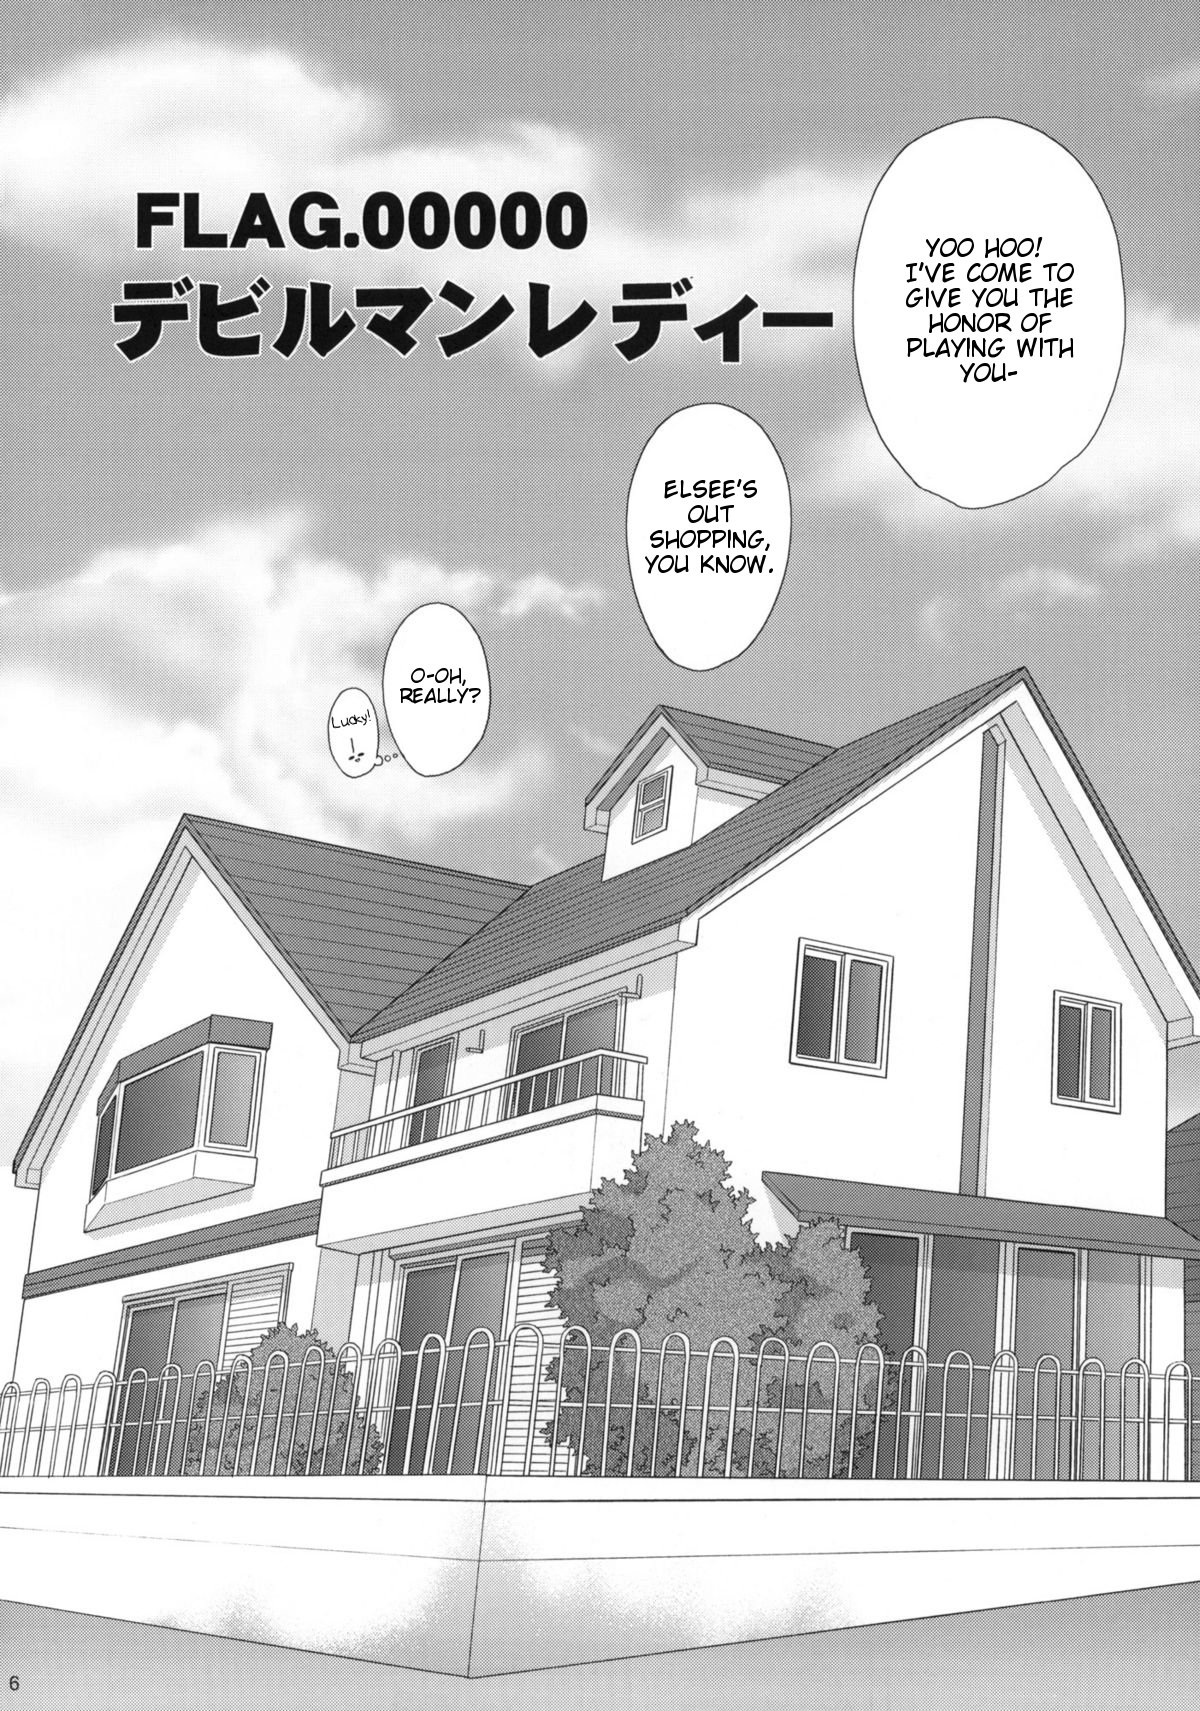 FLAG.00000
デビルマンレディー
YOO HOO!
I'VE COME TO
GIVE YOU THE
HONOR OF
PLAYING WITH
YOU-
ELSEE'S
OUT
SHOPPING,
YOU KNOW.
O-OH,
REALLY?
Lucky!
6